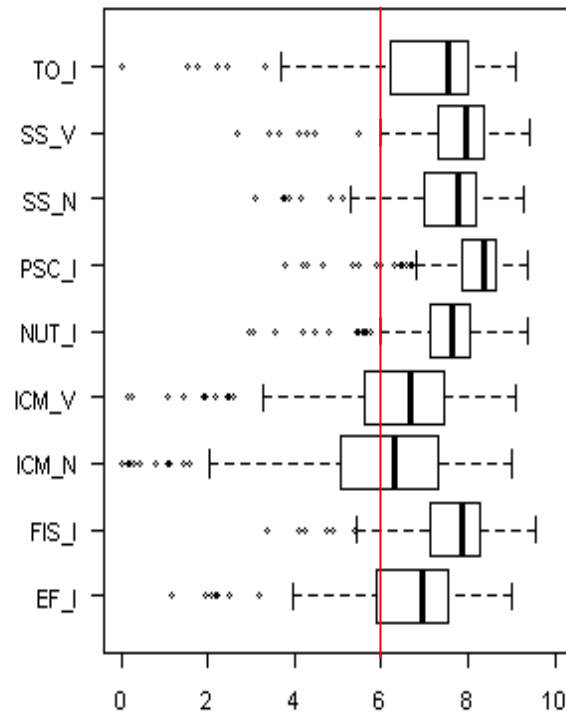 TO_I
SS_V
SS_N
PSC_I
NUT_I
ICM_V
ICM_N
FIS_I
EF_I
0 2 4 6 8 10